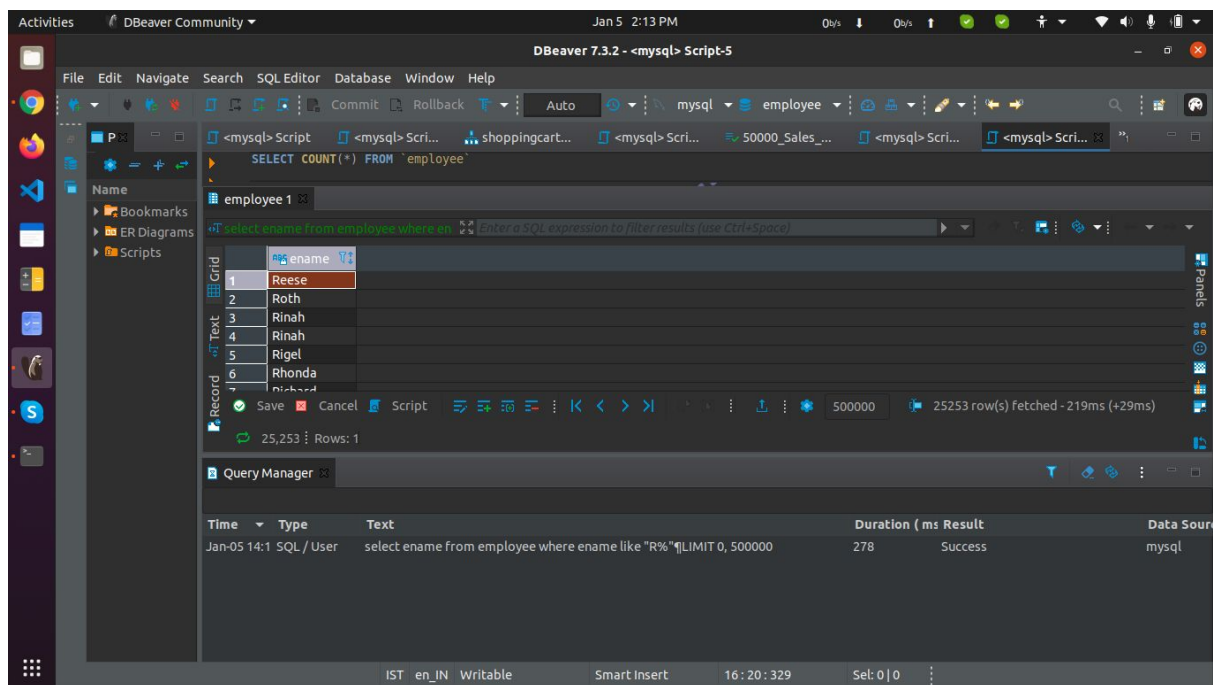 Activities DBeaver Community Jan 5 2:13 PM 0b/s 0b/s
DBeaver 7.3.2 - <mysql> Script-5
File Edit Navigate Search SQL Editor Database Window Help
Commit Rollback T Auto mysql employee
P <mysql> Script <mysql> Scri... shoppingcart... <mysql> Scri... 50000_Sales_... <mysql> Scri... <mysql> Scri...
SELECT COUNT(*) FROM `employee`
Name
Bookmarks
ER Diagrams
Scripts
employee 1
select ename from employee where en Enter a SQL expression to filter results (use Ctrl+Space)
Grid
Text
Record
ABC ename
1 Reese
2 Roth
3 Rinah
4 Rinah
5 Rigel
6 Rhonda
7 Richard
Panels
Save Cancel Script 500000 25253 row(s) fetched - 219ms (+29ms)
25,253 Rows: 1
Query Manager
Time Type Text Duration ( ms Result Data Sour
Jan-05 14:1 SQL / User select ename from employee where ename like "R%"¶LIMIT 0, 500000 278 Success mysql
IST en_IN Writable Smart Insert 16 : 20 : 329 Sel: 0 | 0